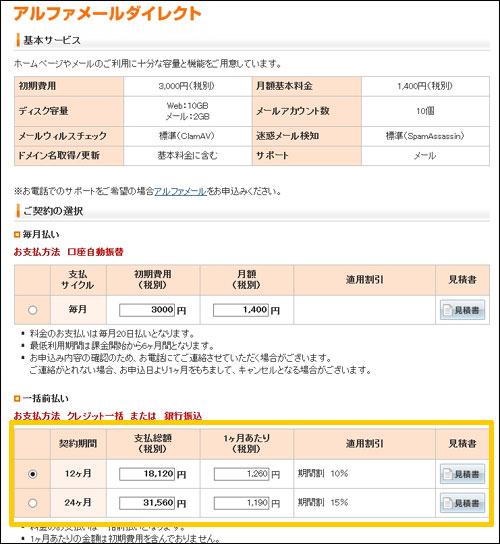 アルファメールダイレクト
基本サービス
ホームページやメールのご利用に十分な容量と機能をご用意しています。
初期費用 3,000円(税別) 月額基本料金 1,400円(税別)
ディスク容量 Web:10GB メール:2GB メールアカウント数 10個
メールウィルスチェック 標準(ClamAV) 迷惑メール検知 標準(SpamAssassin)
ドメイン名取得/更新 基本料金に含む サポート メール
※お電話でのサポートをご希望の場合アルファメールをお申込みください。
ご契約の選択
毎月払い
お支払方法 口座自動振替
支払サイクル 初期費用(税別) 月額(税別) 適用割引 見積書
毎月 3000 円 1,400 円 見積書
料金のお支払いは毎月20日払いとなります。
最低利用期間は課金開始から6ヶ月間となります。
お申込み内容の確認のため、お電話にてご連絡させていただく場合がございます。
ご連絡がとれない場合、お申込日より1ヶ月をもちまして、キャンセルとなる場合がございます。
一括前払い
お支払方法 クレジット一括 または 銀行振込
契約期間 支払総額(税別) 1ヶ月あたり(税別) 適用割引 見積書
12ヶ月 18,120 円 1,260 円 期間割 10% 見積書
24ヶ月 31,560 円 1,190 円 期間割 15% 見積書
料金のお支払いは一括前払いとなります。
1ヶ月あたりの金額は初期費用を含んでおりません。